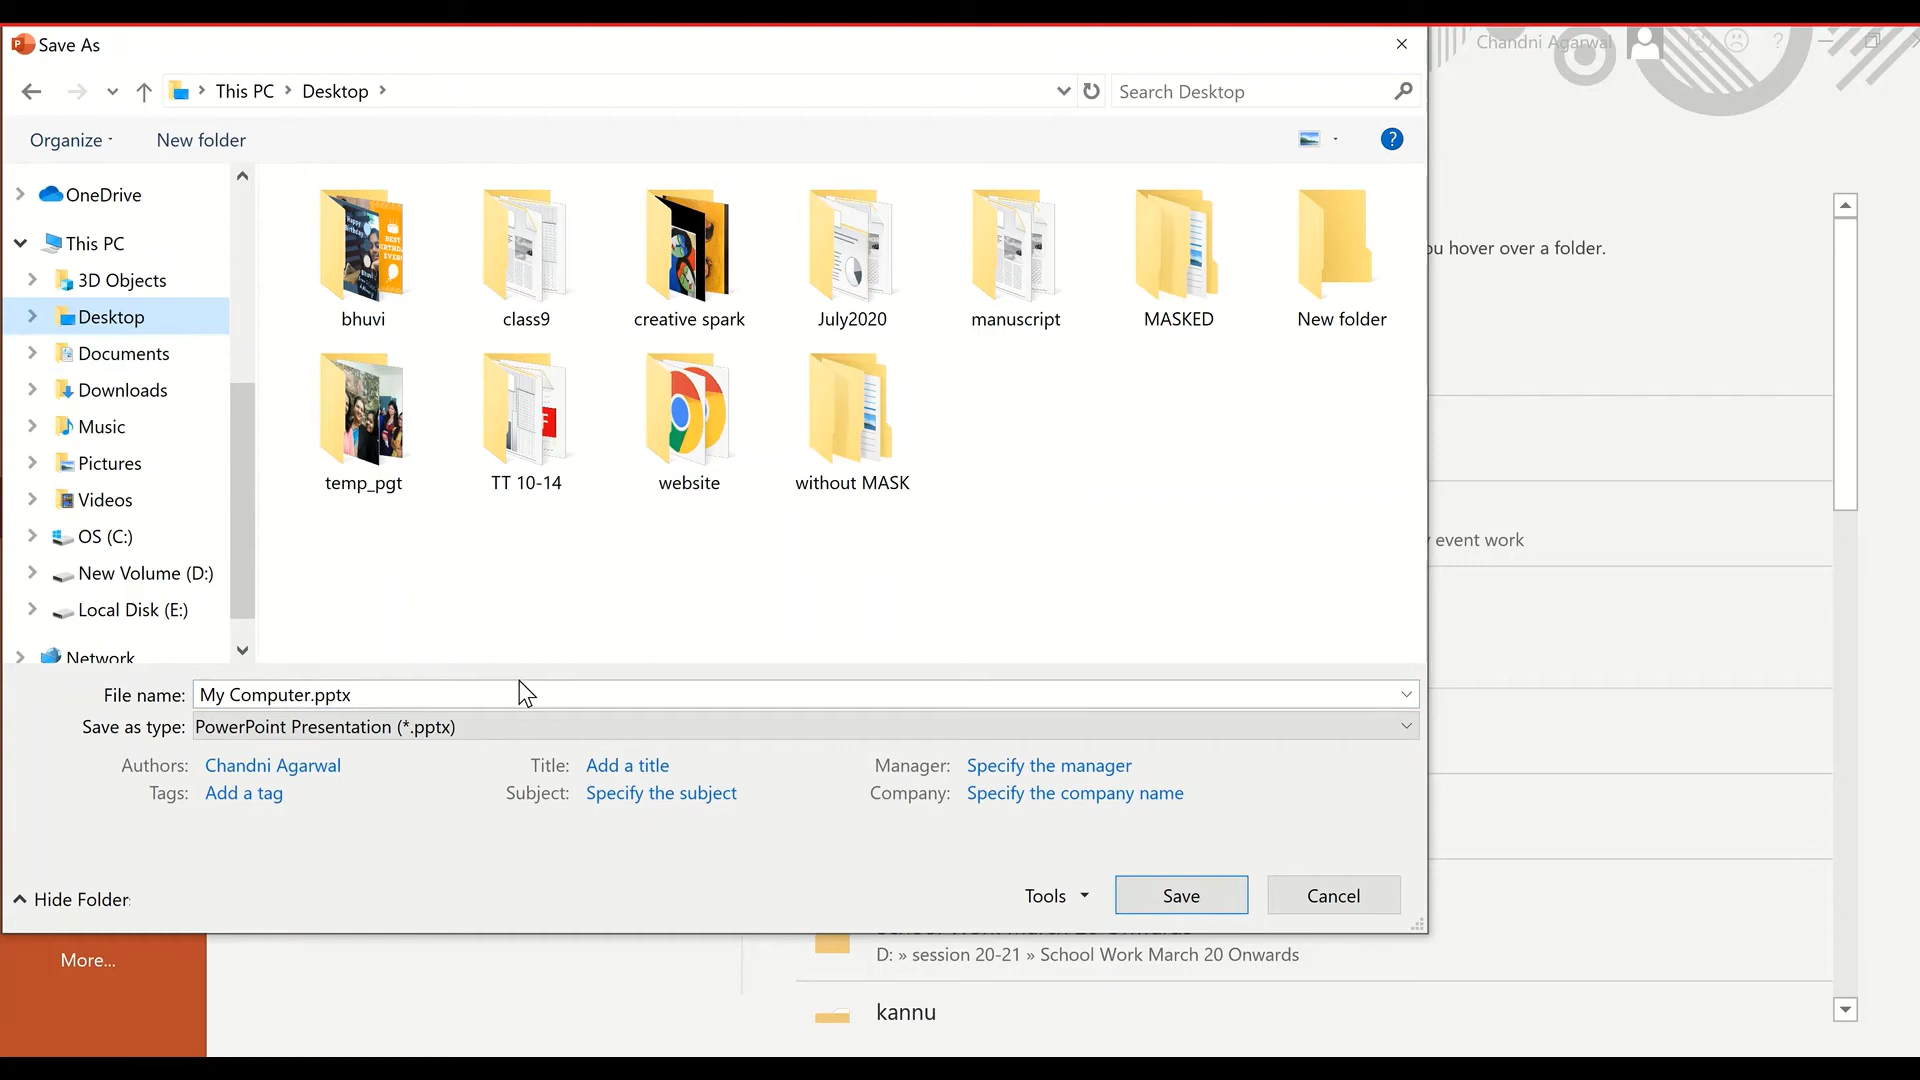 Save As
Chandni Agarwal
This PC
Desktop
Search Desktop
Organize
New folder
OneDrive
This PC
3D Objects
Desktop
Documents
Downloads
Music
Pictures
Videos
OS (C:)
New Volume (D:)
Local Disk (E:)
Network
bhuvi
class9
creative spark
July2020
manuscript
MASKED
New folder
temp_pgt
TT 10-14
website
without MASK
hover over a folder.
event work
File name: My Computer.pptx
Save as type: PowerPoint Presentation (*.pptx)
Authors: Chandni Agarwal
Title: Add a title
Manager: Specify the manager
Tags: Add a tag
Subject: Specify the subject
Company: Specify the company name
Hide Folder
Tools
Save
Cancel
More...
School Work March 20 Onwards
D: » session 20-21 » School Work March 20 Onwards
kannu